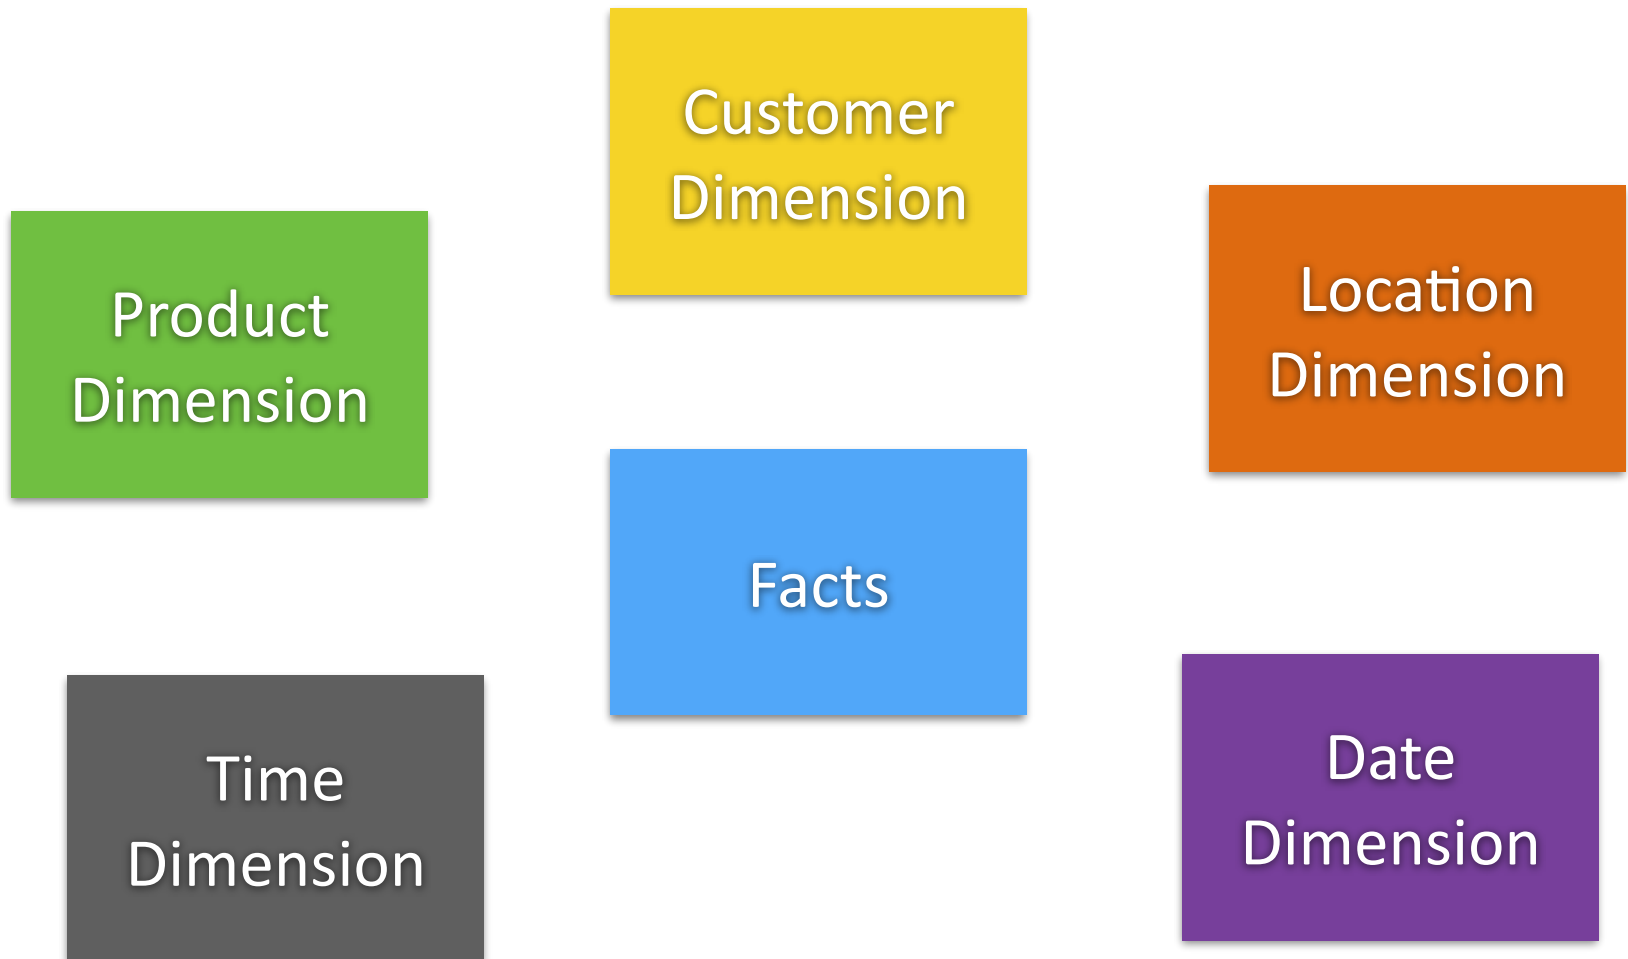 Customer
Dimension
Product
Dimension
Location
Dimension
Facts
Time
Dimension
Date
Dimension